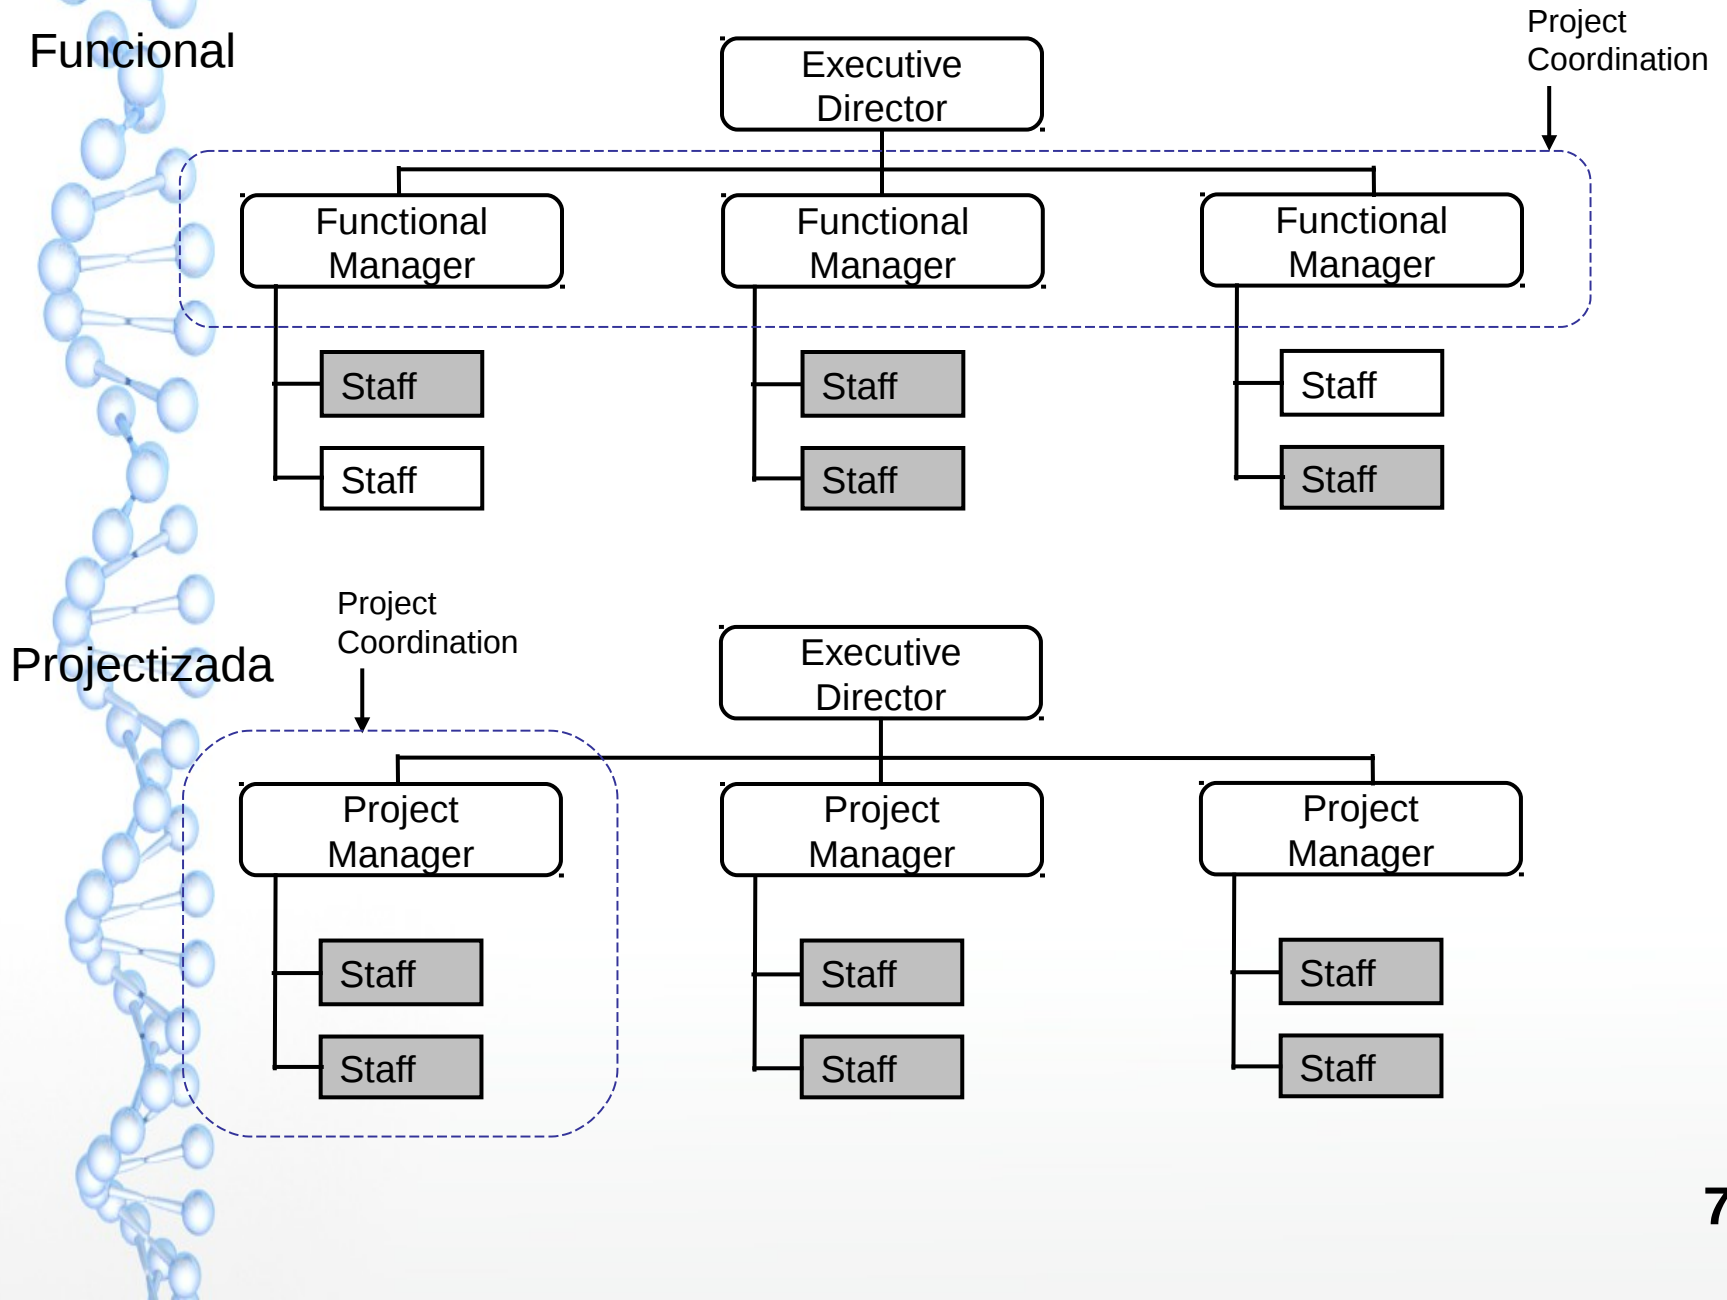 Funcional
Project
Coordination
Executive
Director
Functional
Manager
Functional
Manager
Functional
Manager
Staff
Staff
Staff
Staff
Staff
Staff
Project
Coordination
Projectizada
Executive
Director
Project
Manager
Project
Manager
Project
Manager
Staff
Staff
Staff
Staff
Staff
Staff
7